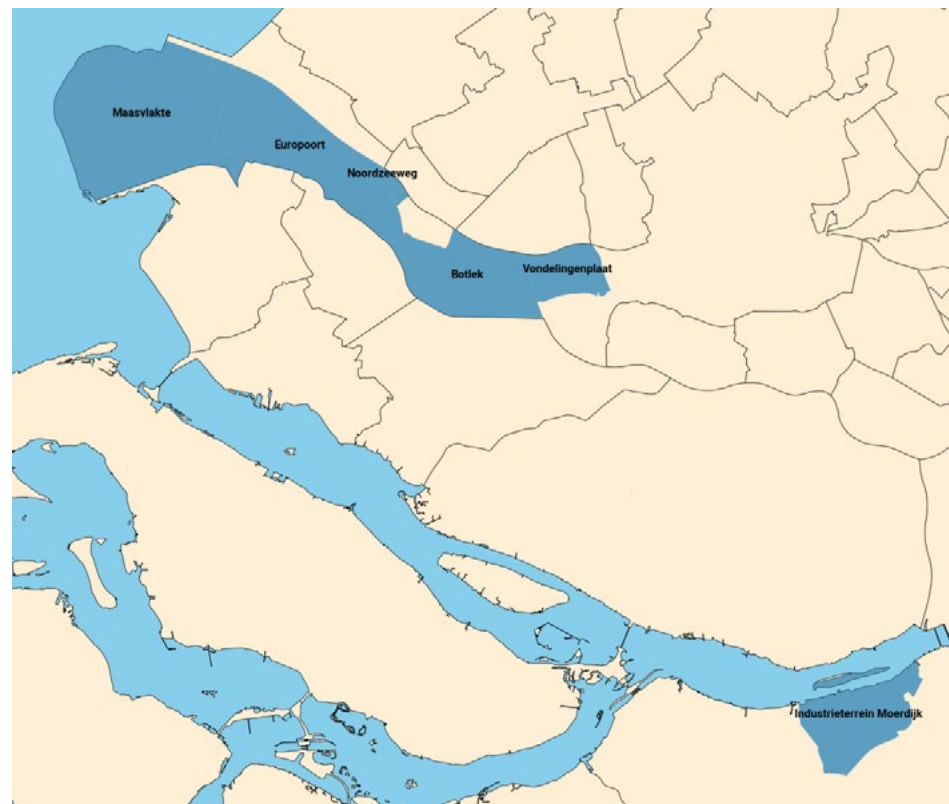 Maasvlakte
Europoort
Noordzeeweg
Botlek
Vondelingenplaat
Industrieterrein Moerdijk